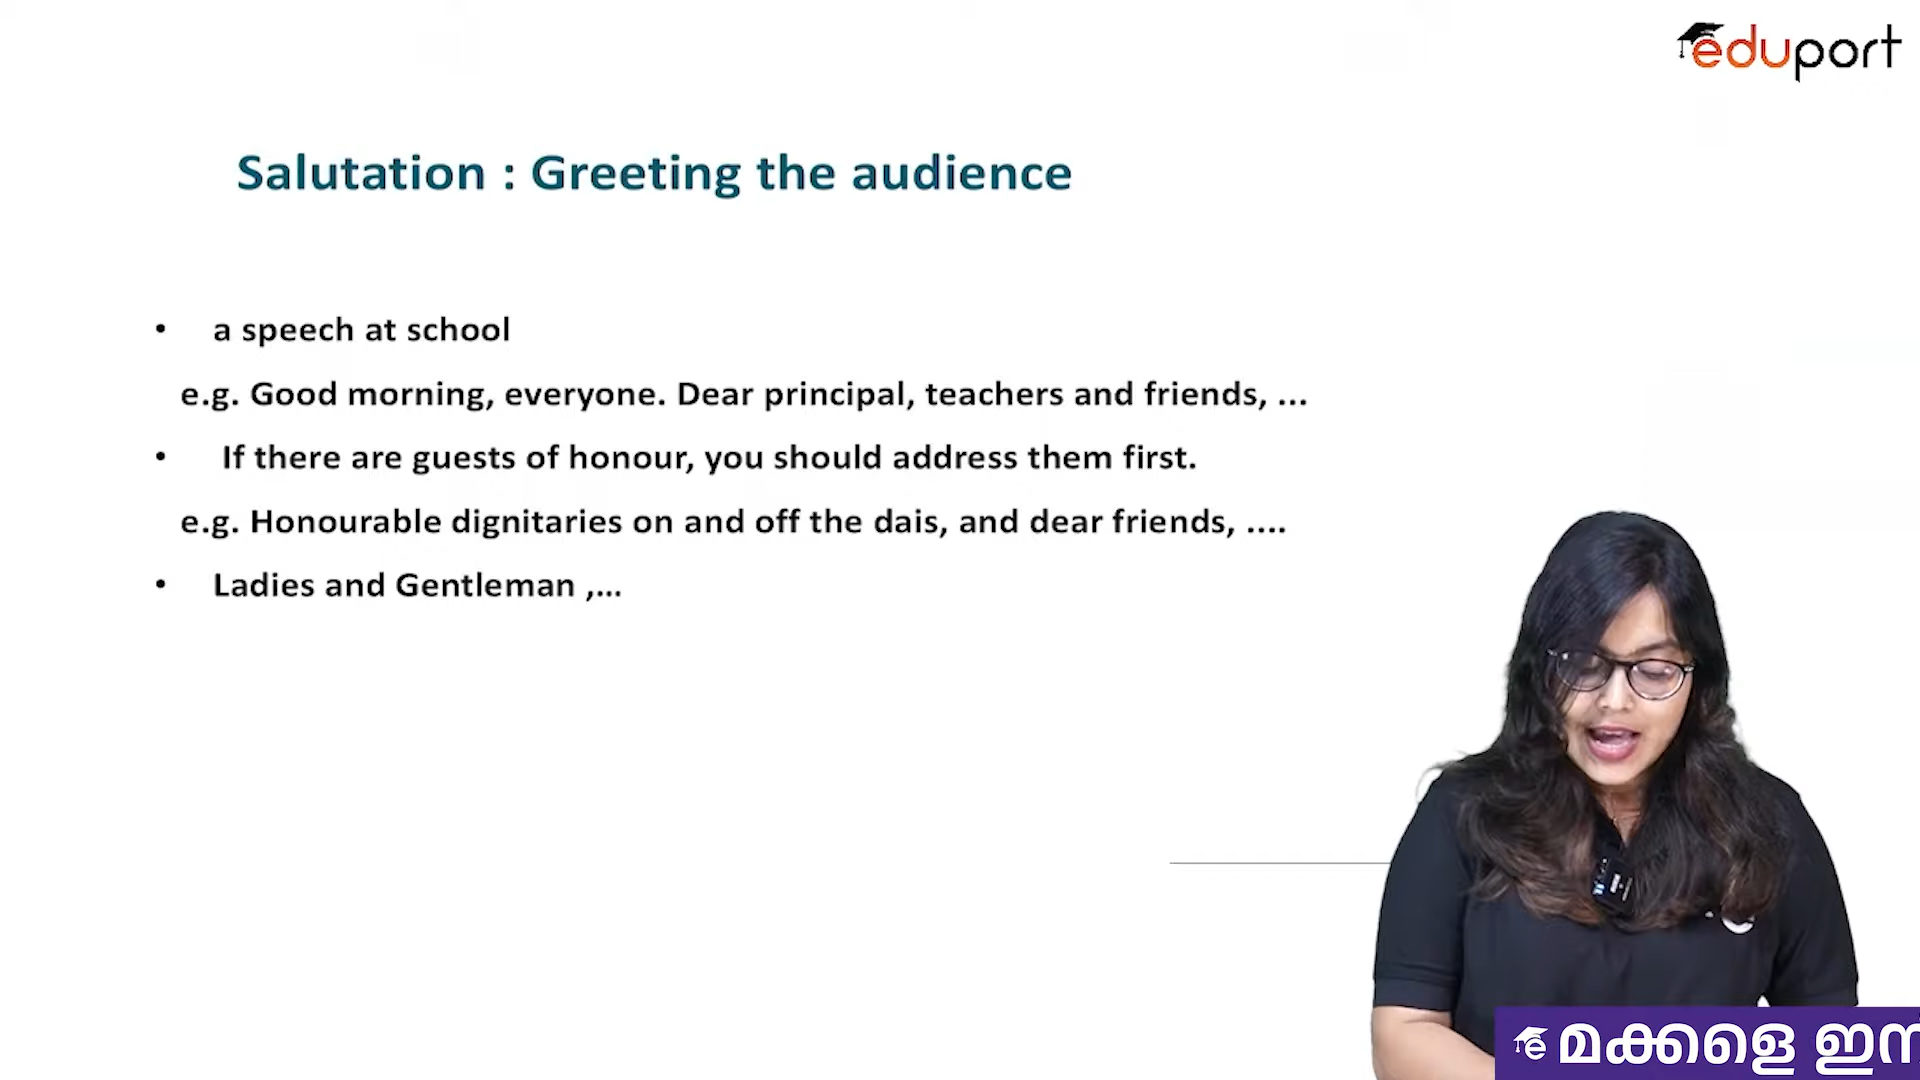 eduport
Salutation : Greeting the audience
• a speech at school
e.g. Good morning, everyone. Dear principal, teachers and friends, ...
• If there are guests of honour, you should address them first.
e.g. Honourable dignitaries on and off the dais, and dear friends, ....
• Ladies and Gentleman ,...
മക്കളെ